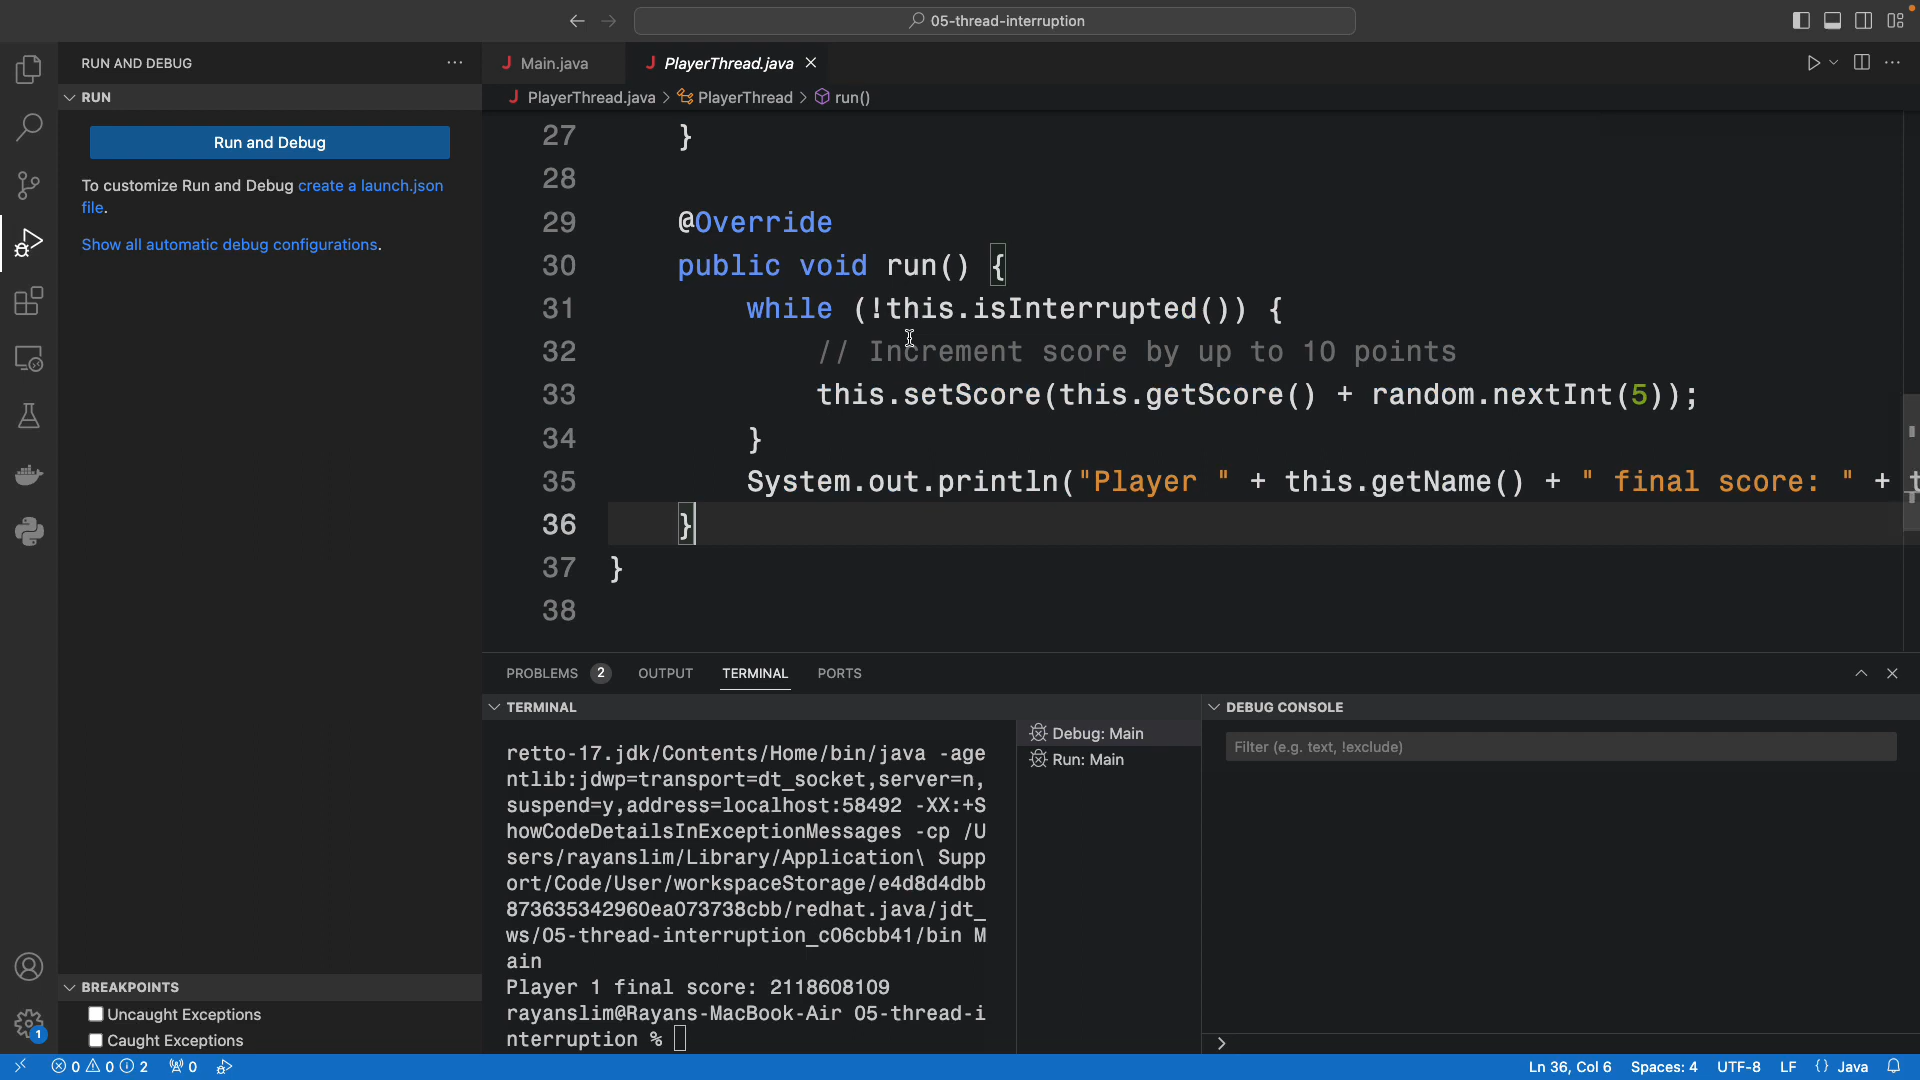 05-thread-interruption
RUN AND DEBUG
RUN
Run and Debug
To customize Run and Debug create a launch.json
file.
Show all automatic debug configurations.
Main.java
PlayerThread.java
PlayerThread.java > PlayerThread > run()
27 }
28
29 @Override
30 public void run() {
31 while (!this.isInterrupted()) {
32 // Increment score by up to 10 points
33 this.setScore(this.getScore() + random.nextInt(5));
34 }
35 System.out.println("Player " + this.getName() + " final score: " + t
36 }
37 }
38
PROBLEMS 2 OUTPUT TERMINAL PORTS
TERMINAL
retto-17.jdk/Contents/Home/bin/java -age
ntlib:jdwp=transport=dt_socket,server=n,
suspend=y,address=localhost:58492 -XX:+S
howCodeDetailsInExceptionMessages -cp /U
sers/rayanslim/Library/Application\ Supp
ort/Code/User/workspaceStorage/e4d8d4dbb
87363534296​0ea073738cbb/redhat.java/jdt_
ws/05-thread-interruption_c06cbb41/bin M
ain
Player 1 final score: 2118608109
rayanslim@Rayans-MacBook-Air 05-thread-i
nterruption %
Debug: Main
Run: Main
DEBUG CONSOLE
Filter (e.g. text, !exclude)
BREAKPOINTS
Uncaught Exceptions
Caught Exceptions
1
0 0 2 0
Ln 36, Col 6 Spaces: 4 UTF-8 LF {} Java